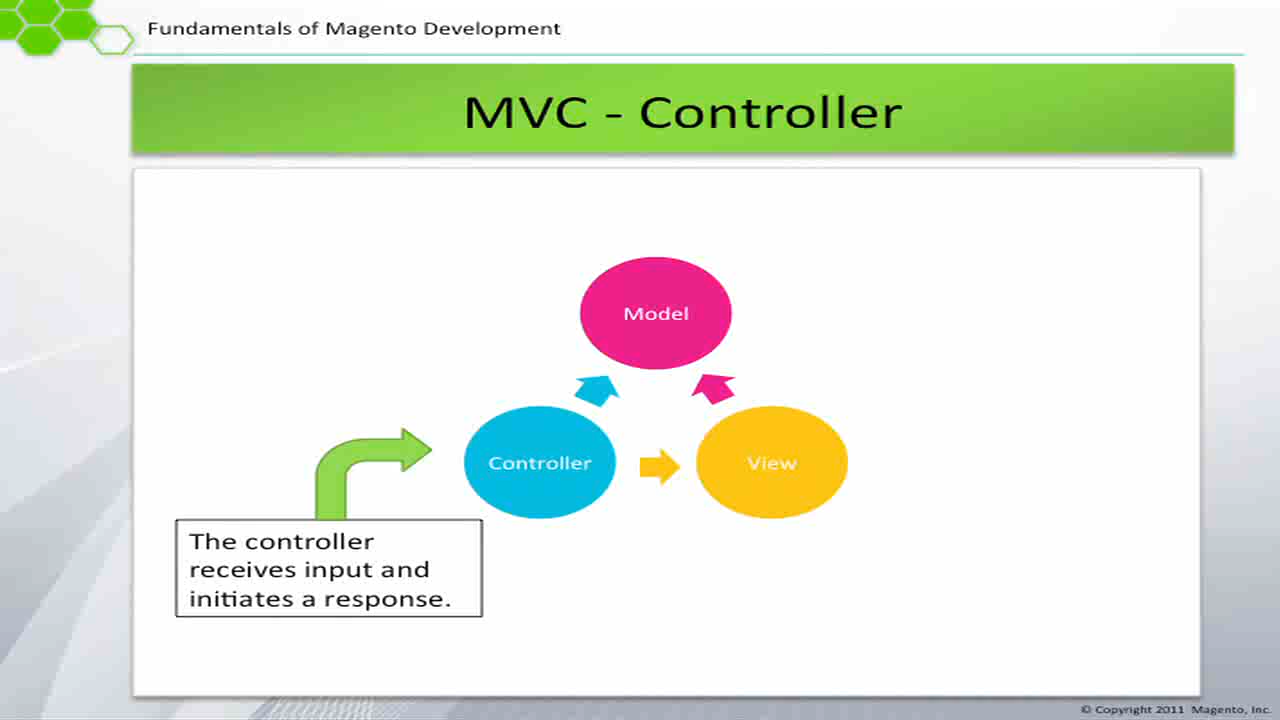 Fundamentals of Magento Development
MVC - Controller
Model
Controller
View
The controller
receives input and
initiates a response.
© Copyright 2011 Magento, Inc.